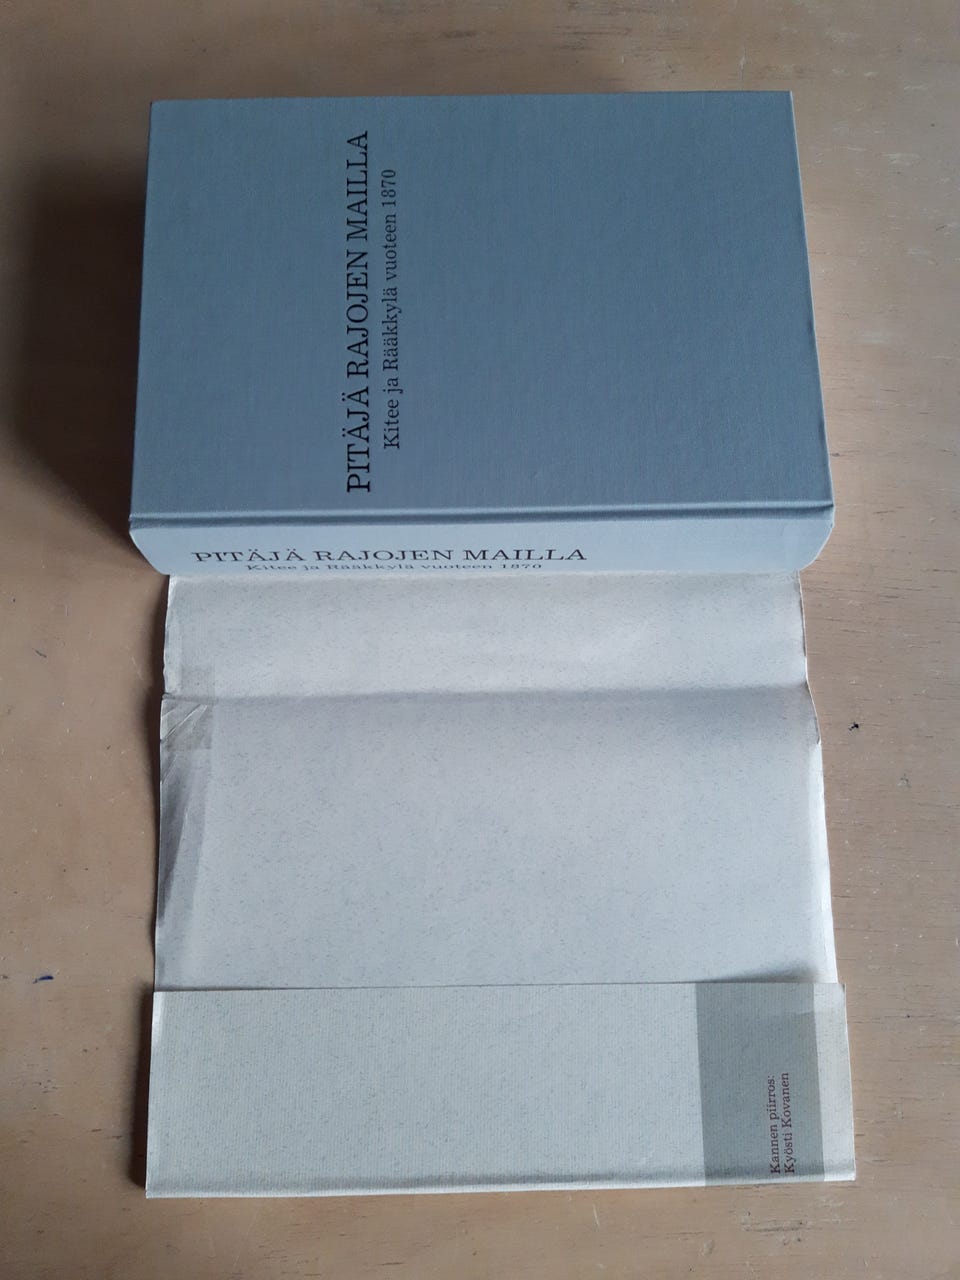 PITÄJÄ RAJOJEN MAILLA
Kitee ja Rääkkylä vuoteen 1870
PITÄJÄ RAJOJEN MAILLA
Kitee ja Rääkkylä vuoteen 1870
Kannen piirros:
Kyösti Kovanen